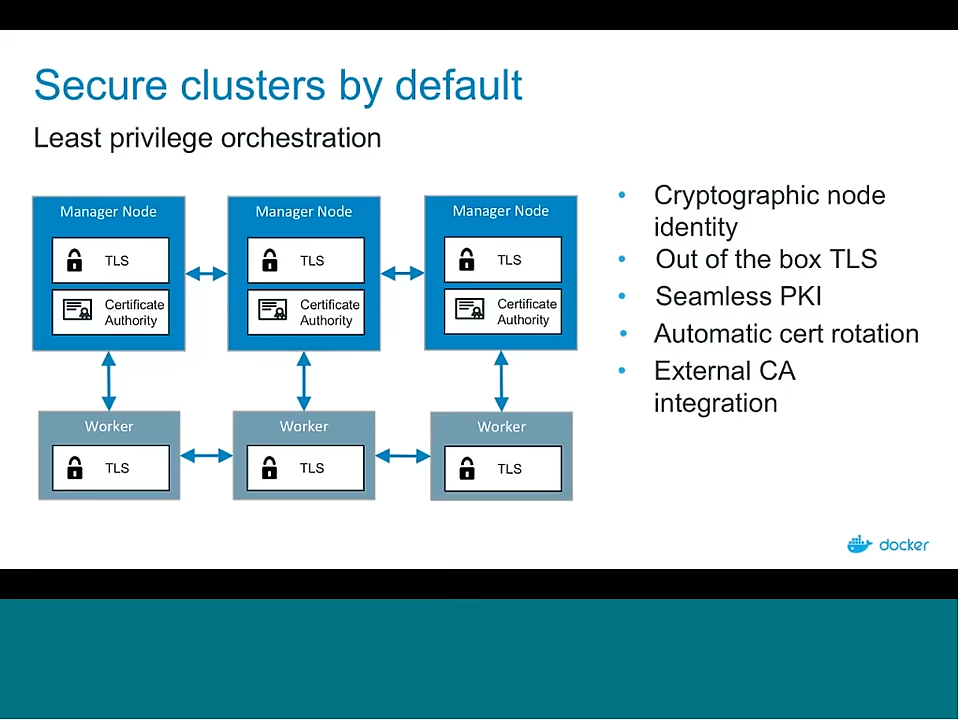 Secure clusters by default
Least privilege orchestration
Manager Node
TLS
Certificate
Authority
Manager Node
TLS
Certificate
Authority
Manager Node
TLS
Certificate
Authority
Worker
TLS
Worker
TLS
Worker
TLS
• Cryptographic node
identity
• Out of the box TLS
• Seamless PKI
• Automatic cert rotation
• External CA
integration
docker